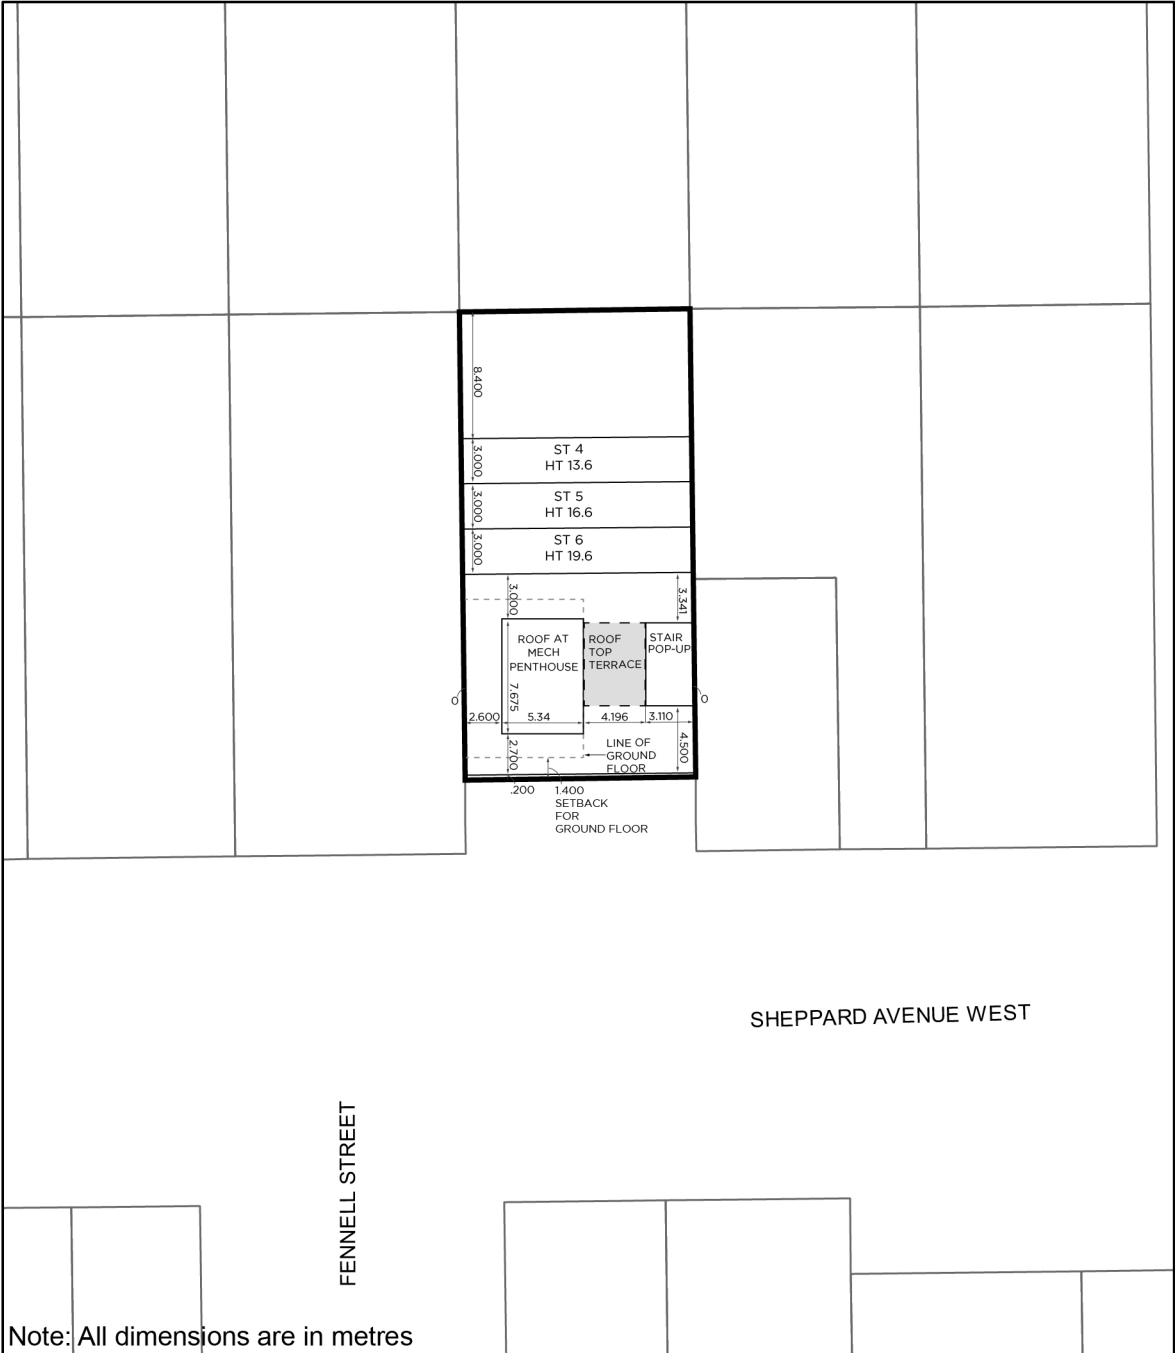 8.400
3.000
ST 4
HT 13.6
3.000
ST 5
HT 16.6
3.000
ST 6
HT 19.6
3.000
3.341
ROOF AT
MECH
PENTHOUSE
ROOF
TOP
TERRACE
STAIR
POP-UP
7.675
0
0
2.600
5.34
4.196
3.110
2.700
LINE OF
GROUND
FLOOR
4.500
.200
1.400
SETBACK
FOR
GROUND FLOOR
SHEPPARD AVENUE WEST
FENNELL STREET
Note: All dimensions are in metres